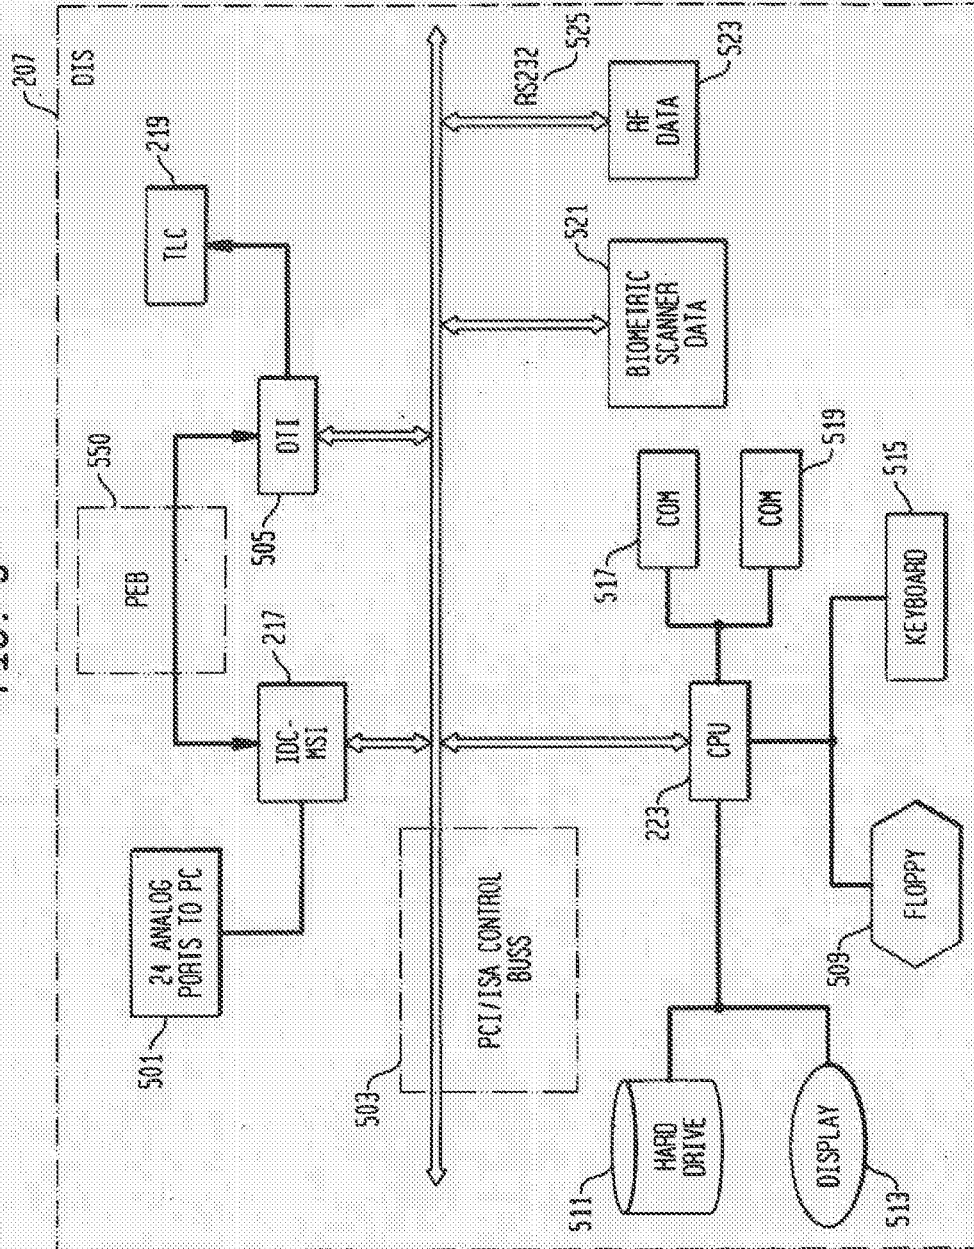 207
DIS
550
PEB
219
TLC
501
24 ANALOG
PORTS TO PC
217
IDC-
MSI
505
DTI
503
PCI/ISA CONTROL
BUSS
RS232
525
511
HARD
DRIVE
223
CPU
517
COM
521
BIOMETRIC
SCANNER
DATA
523
RF
DATA
519
COM
513
DISPLAY
509
FLOPPY
515
KEYBOARD